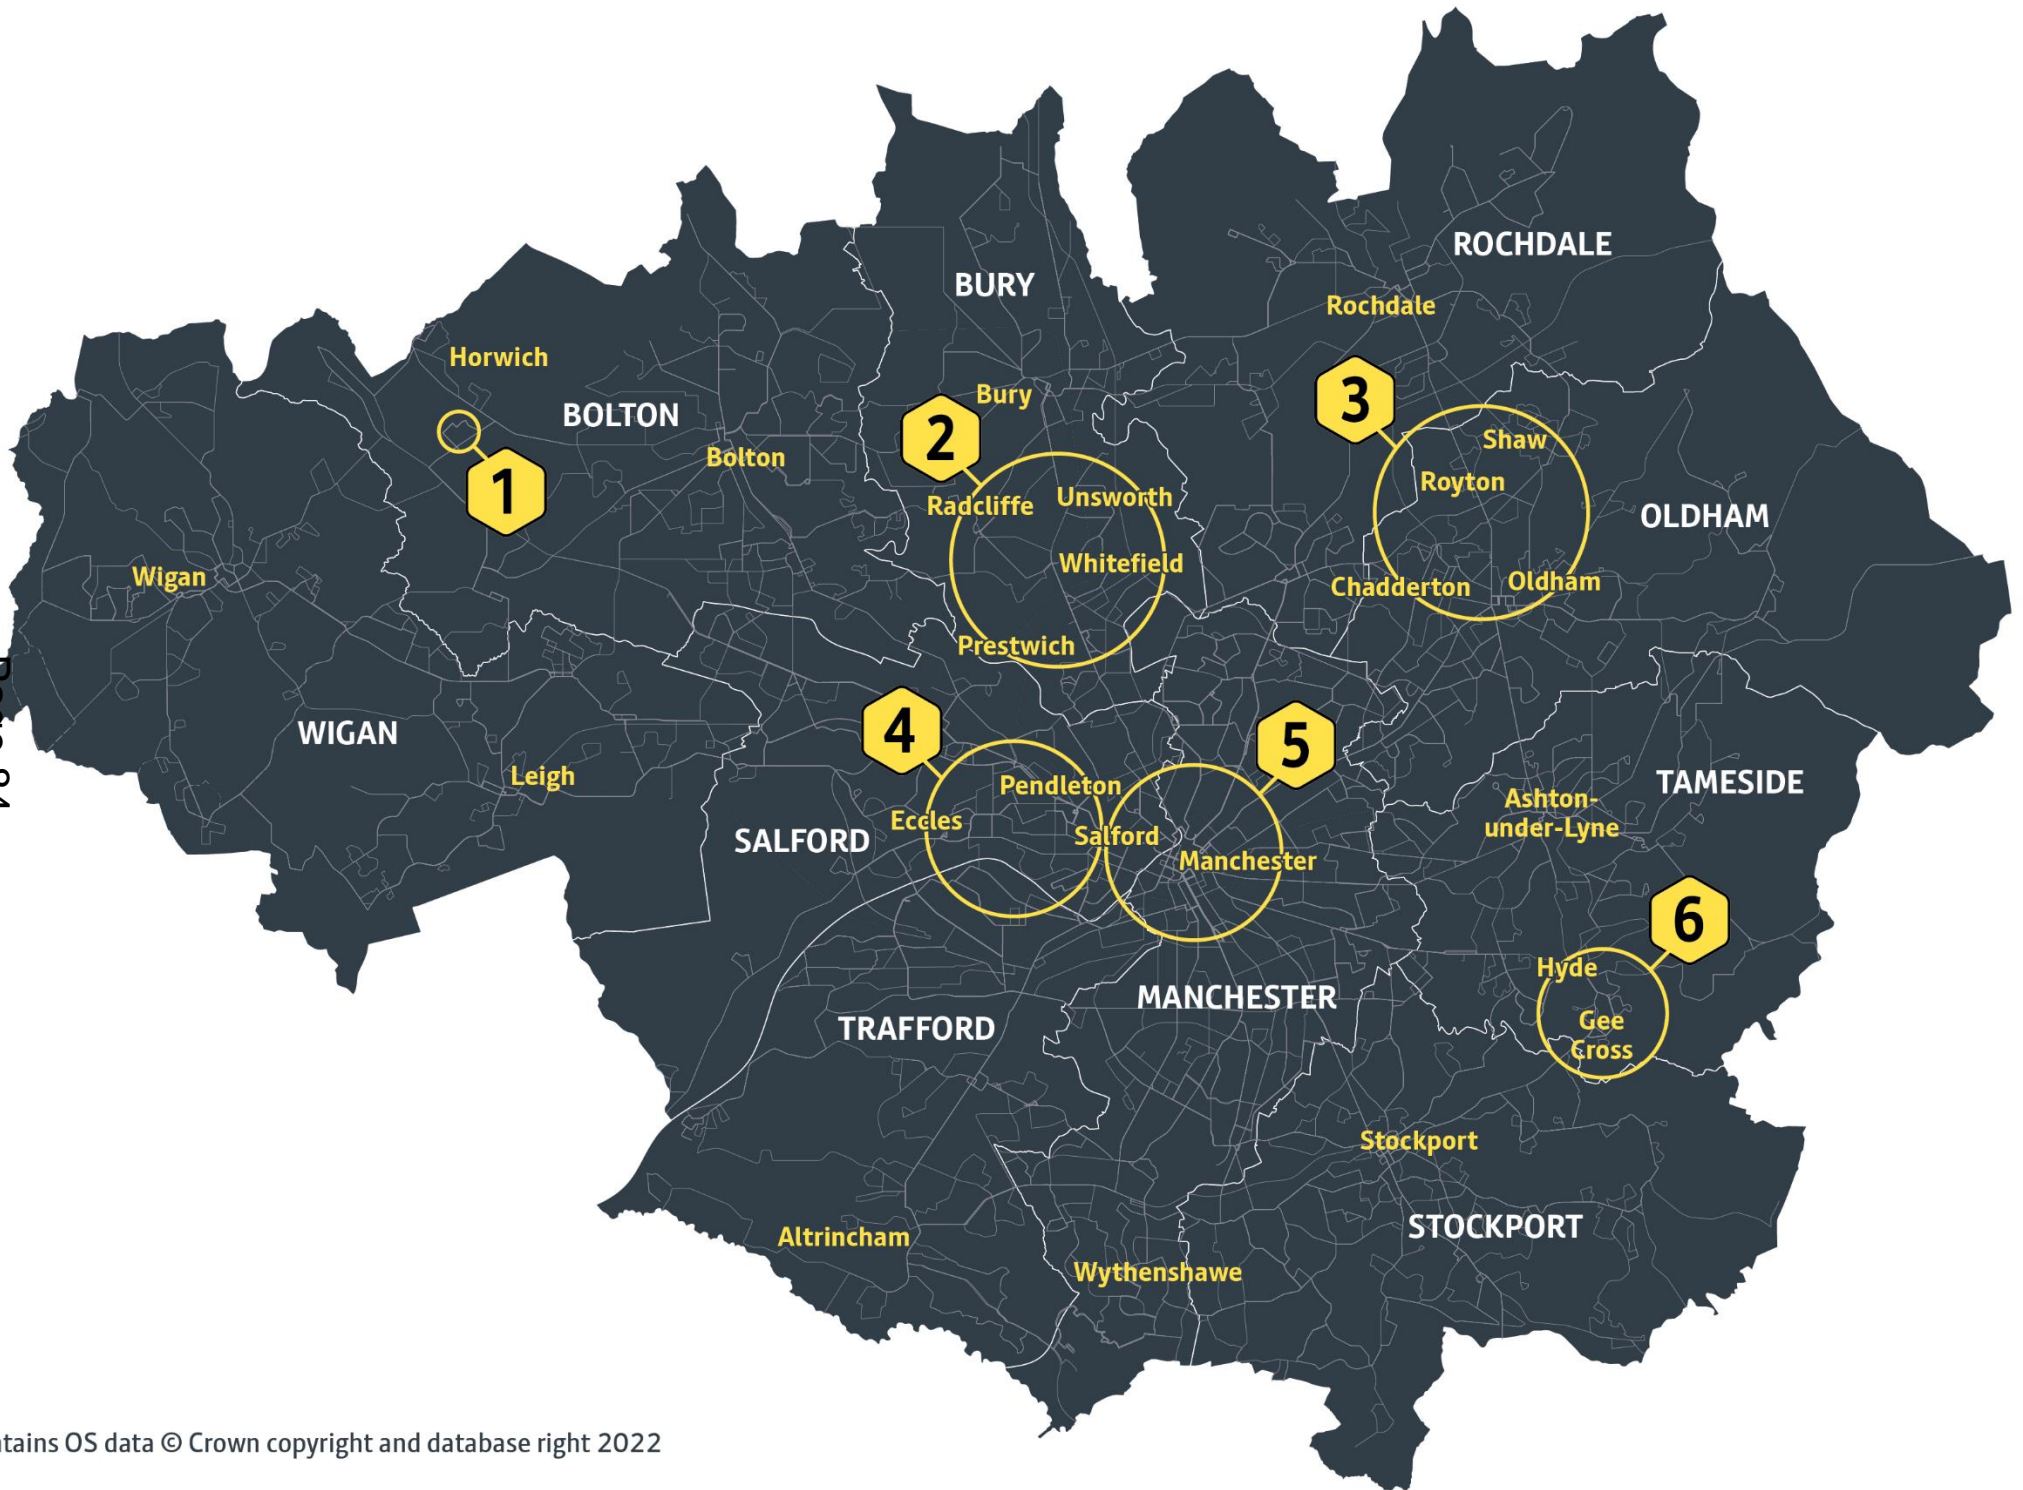 ROCHDALE
BURY
Rochdale
Horwich
3
Bury
BOLTON
2
Shaw
Bolton
Royton
1
Unsworth
Radcliffe
OLDHAM
Whitefield
Wigan
Oldham
Chadderton
Prestwich
4
5
WIGAN
Leigh
Pendleton
TAMESIDE
Ashton-
under-Lyne
Eccles
SALFORD
Salford
Manchester
6
Hyde
MANCHESTER
TRAFFORD
Gee
Cross
Stockport
STOCKPORT
Altrincham
Wythenshawe
OS data © Crown copyright and database right 2022